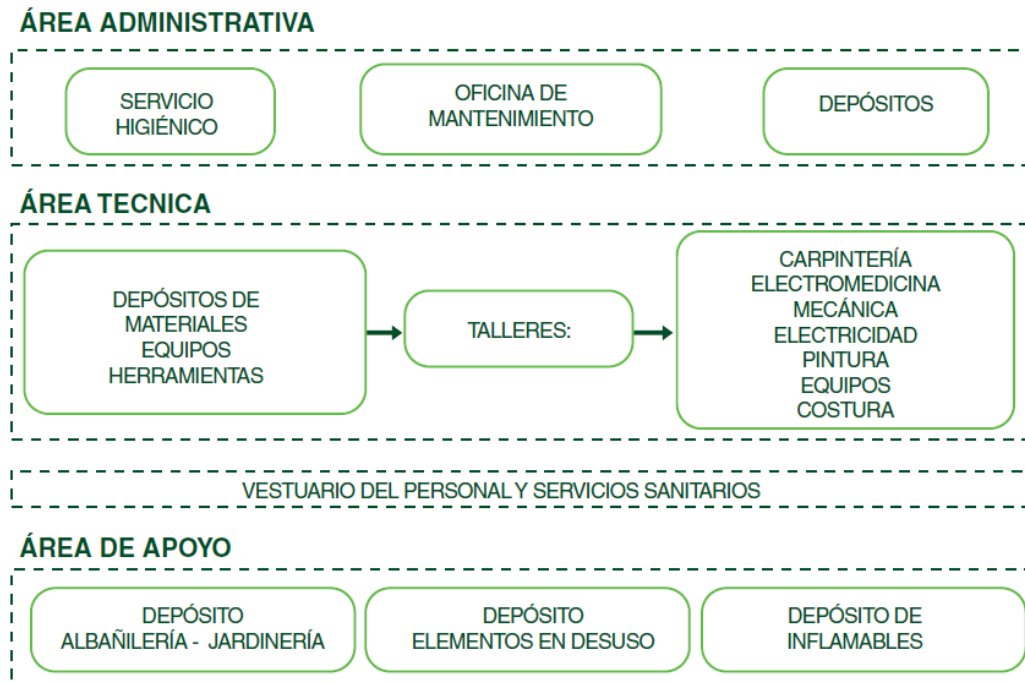 ÁREA ADMINISTRATIVA
SERVICIO
HIGIÉNICO
OFICINA DE
MANTENIMIENTO
DEPÓSITOS
ÁREA TECNICA
DEPÓSITOS DE
MATERIALES
EQUIPOS
HERRAMIENTAS
TALLERES:
CARPINTERÍA
ELECTROMEDICINA
MECÁNICA
ELECTRICIDAD
PINTURA
EQUIPOS
COSTURA
VESTUARIO DEL PERSONAL Y SERVICIOS SANITARIOS
ÁREA DE APOYO
DEPÓSITO
ALBAÑILERÍA - JARDINERÍA
DEPÓSITO
ELEMENTOS EN DESUSO
DEPÓSITO DE
INFLAMABLES